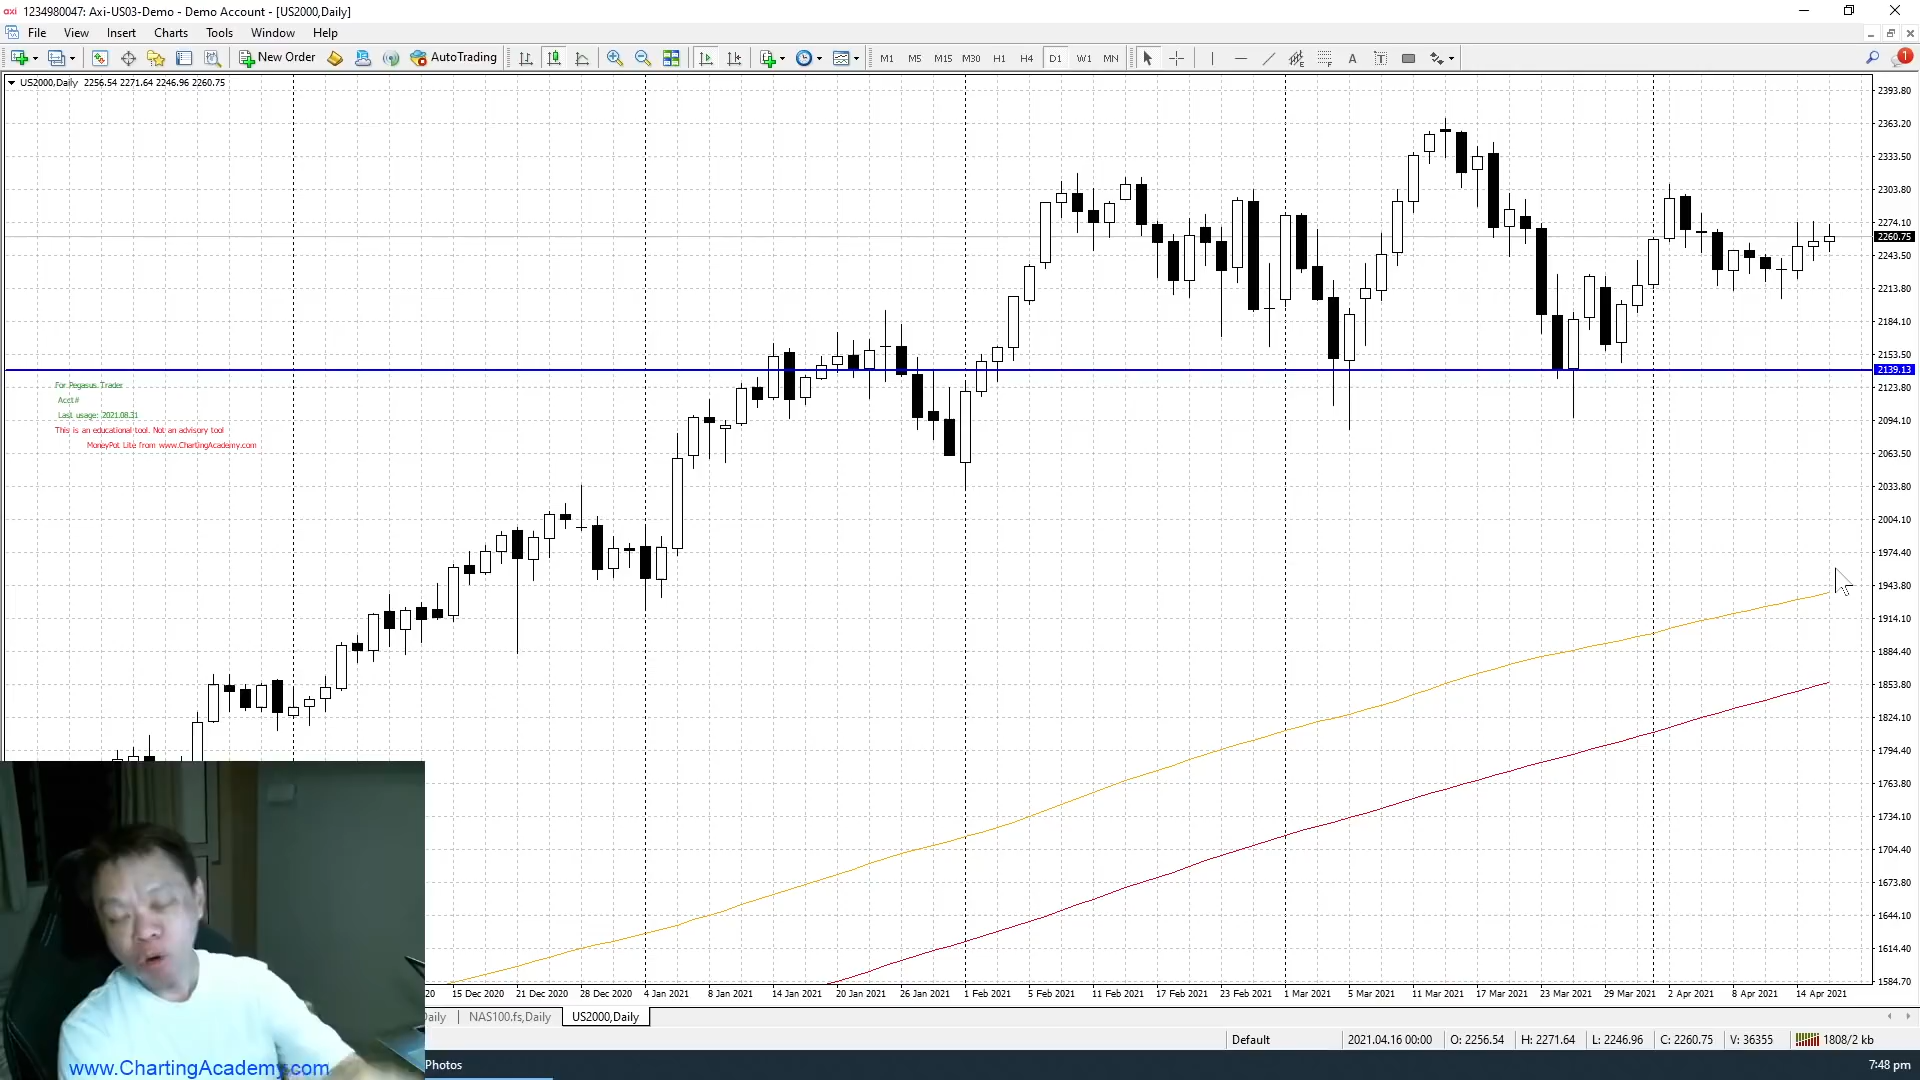 axi 1234980047: Axi-US03-Demo - Demo Account - [US2000,Daily]
File View Insert Charts Tools Window Help
New Order AutoTrading M1 M5 M15 M30 H1 H4 D1 W1 MN 1
US2000,Daily 2256.54 2271.64 2246.96 2260.75
2393.80
2363.20
2333.50
2303.80
2274.10
2260.75
2243.50
2213.80
2184.10
2153.50
2139.13
2123.80
2094.10
2063.50
2033.80
2004.10
1974.40
1943.80
1914.10
1884.40
1853.80
1824.10
1794.40
1763.80
1734.10
1704.40
1673.80
1644.10
1614.40
1584.70
For Pegasus Trader
Acct#
Last usage: 2021.08.31
This is an educational tool. Not an advisory tool
MoneyPot Lite from www.ChartingAcademy.com
20 15 Dec 2020 21 Dec 2020 28 Dec 2020 4 Jan 2021 8 Jan 2021 14 Jan 2021 20 Jan 2021 26 Jan 2021 1 Feb 2021 5 Feb 2021 11 Feb 2021 17 Feb 2021 23 Feb 2021 1 Mar 2021 5 Mar 2021 11 Mar 2021 17 Mar 2021 23 Mar 2021 29 Mar 2021 2 Apr 2021 8 Apr 2021 14 Apr 2021
Daily NAS100.fs,Daily US2000,Daily
Default 2021.04.16 00:00 O: 2256.54 H: 2271.64 L: 2246.96 C: 2260.75 V: 36355 1808/2 kb
www.ChartingAcademy.com
Photos 7:48 pm